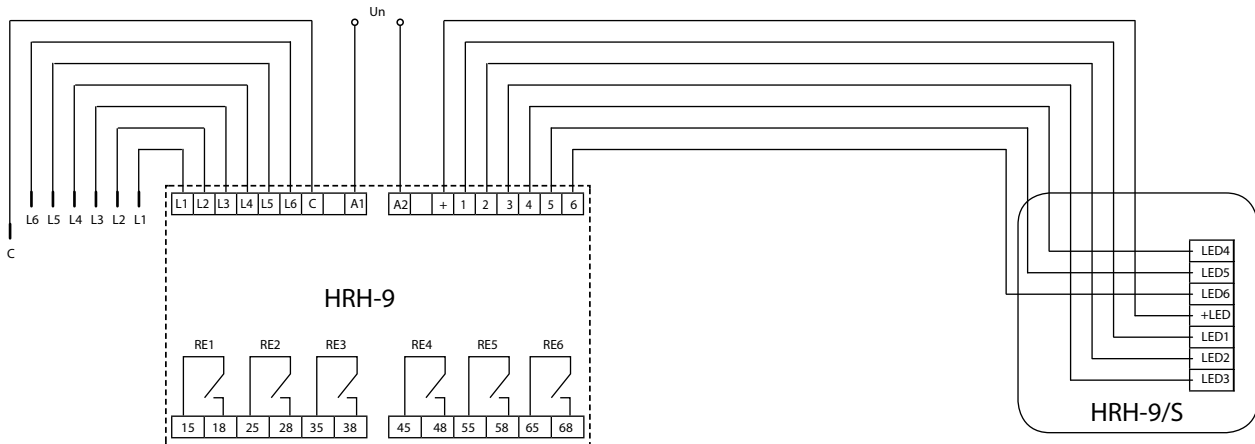 Un
L6 L5 L4 L3 L2 L1
C
L1 L2 L3 L4 L5 L6 C A1
A2 + 1 2 3 4 5 6
HRH-9
RE1 RE2 RE3 RE4 RE5 RE6
15 18 25 28 35 38
45 48 55 58 65 68
LED4
LED5
LED6
+LED
LED1
LED2
LED3
HRH-9/S